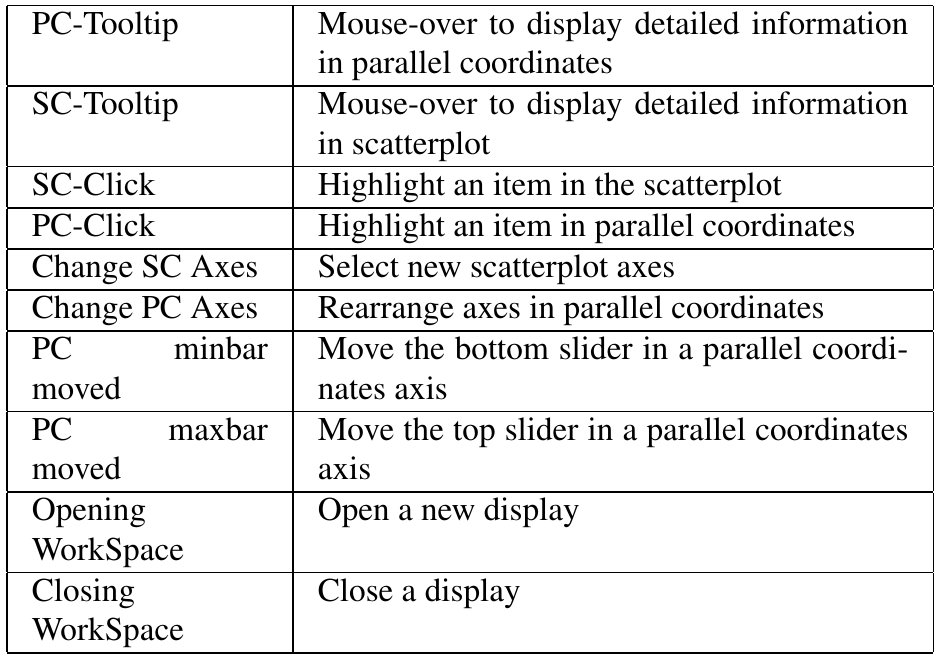 PC-Tooltip Mouse-over to display detailed information
in parallel coordinates
SC-Tooltip Mouse-over to display detailed information
in scatterplot
SC-Click Highlight an item in the scatterplot
PC-Click Highlight an item in parallel coordinates
Change SC Axes Select new scatterplot axes
Change PC Axes Rearrange axes in parallel coordinates
PC minbar Move the bottom slider in a parallel coordi-
moved nates axis
PC maxbar Move the top slider in a parallel coordinates
moved axis
Opening Open a new display
WorkSpace
Closing Close a display
WorkSpace